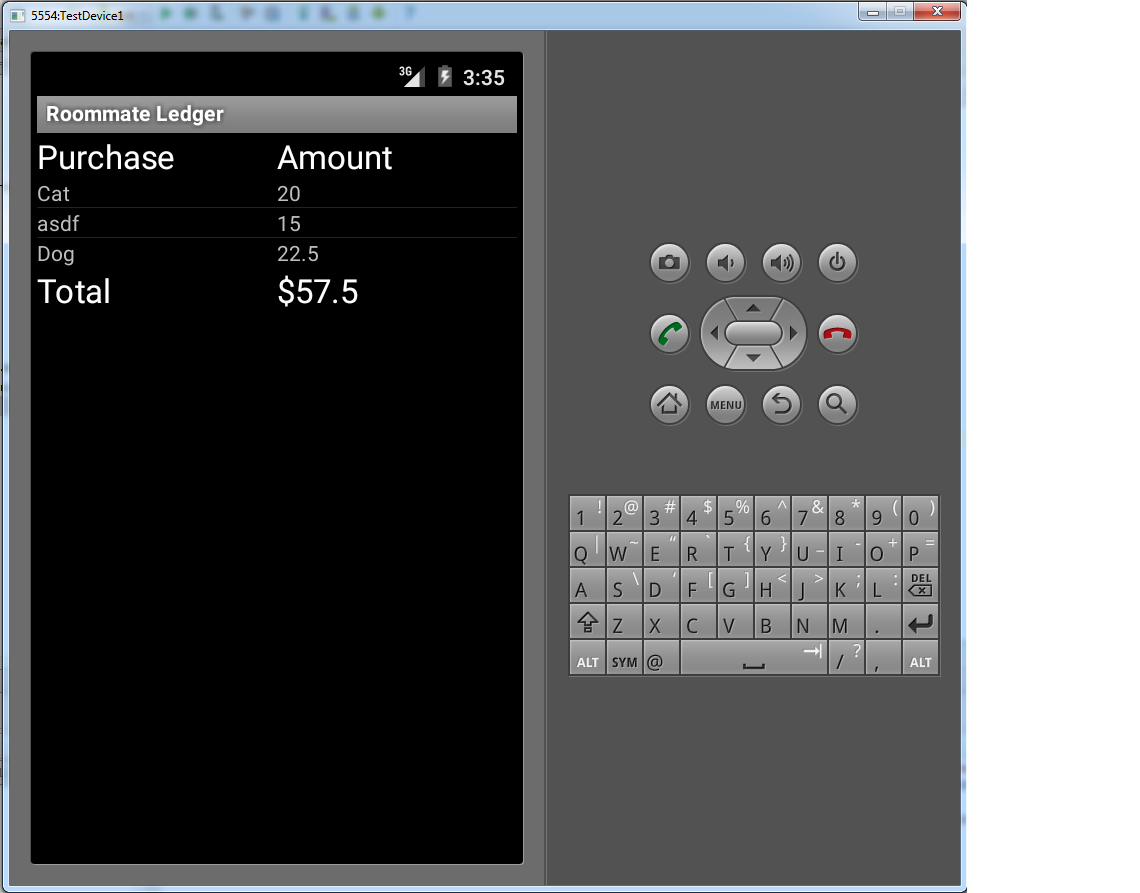 5554:TestDevice1
3G 3:35
Roommate Ledger
Purchase Amount
Cat 20
asdf 15
Dog 22.5
Total $57.5
MENU
1 ! 2 @ 3 # 4 $ 5 % 6 ^ 7 & 8 * 9 ( 0 )
Q | W ~ E “ R ` T { Y } U _ I - O + P =
A S \ D ‘ F [ G ] H < J > K ; L : DEL
Z X C V B N M .
ALT SYM @ / ? , ALT